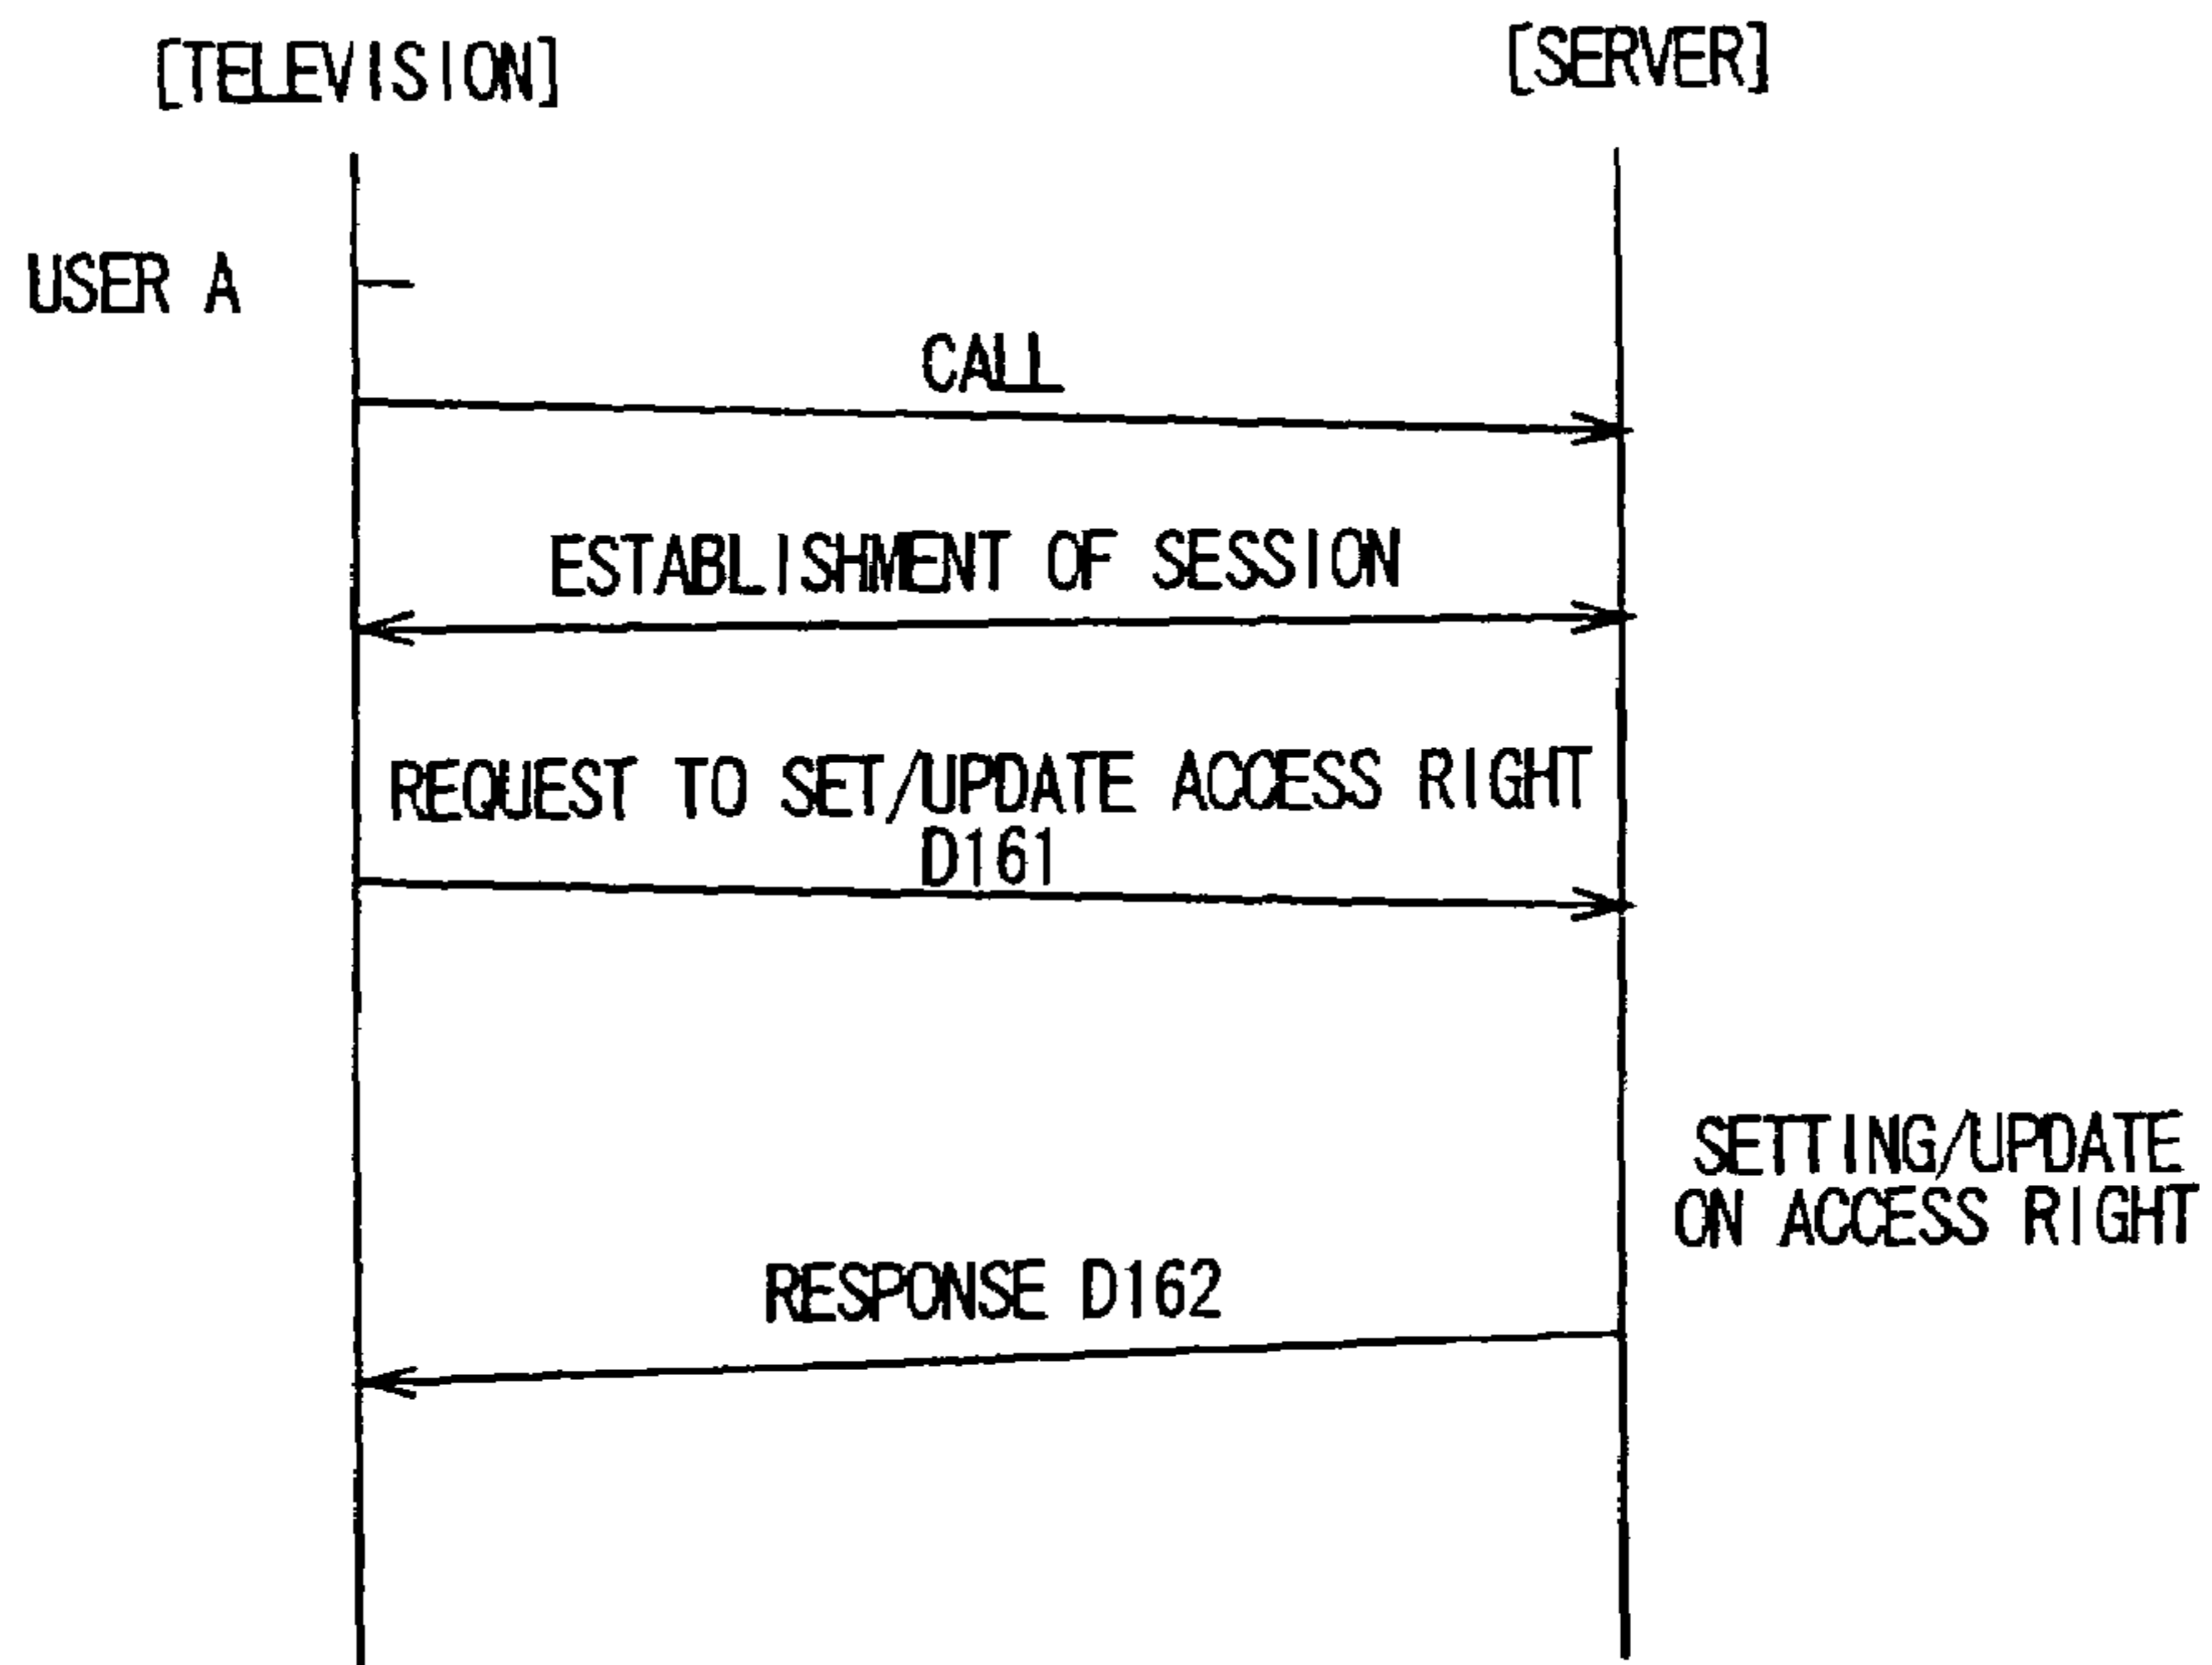 [TELEVISION]
[SERVER]
USER A
CALL
ESTABLISHMENT OF SESSION
REQUEST TO SET/UPDATE ACCESS RIGHT
D161
SETTING/UPDATE
ON ACCESS RIGHT
RESPONSE D162